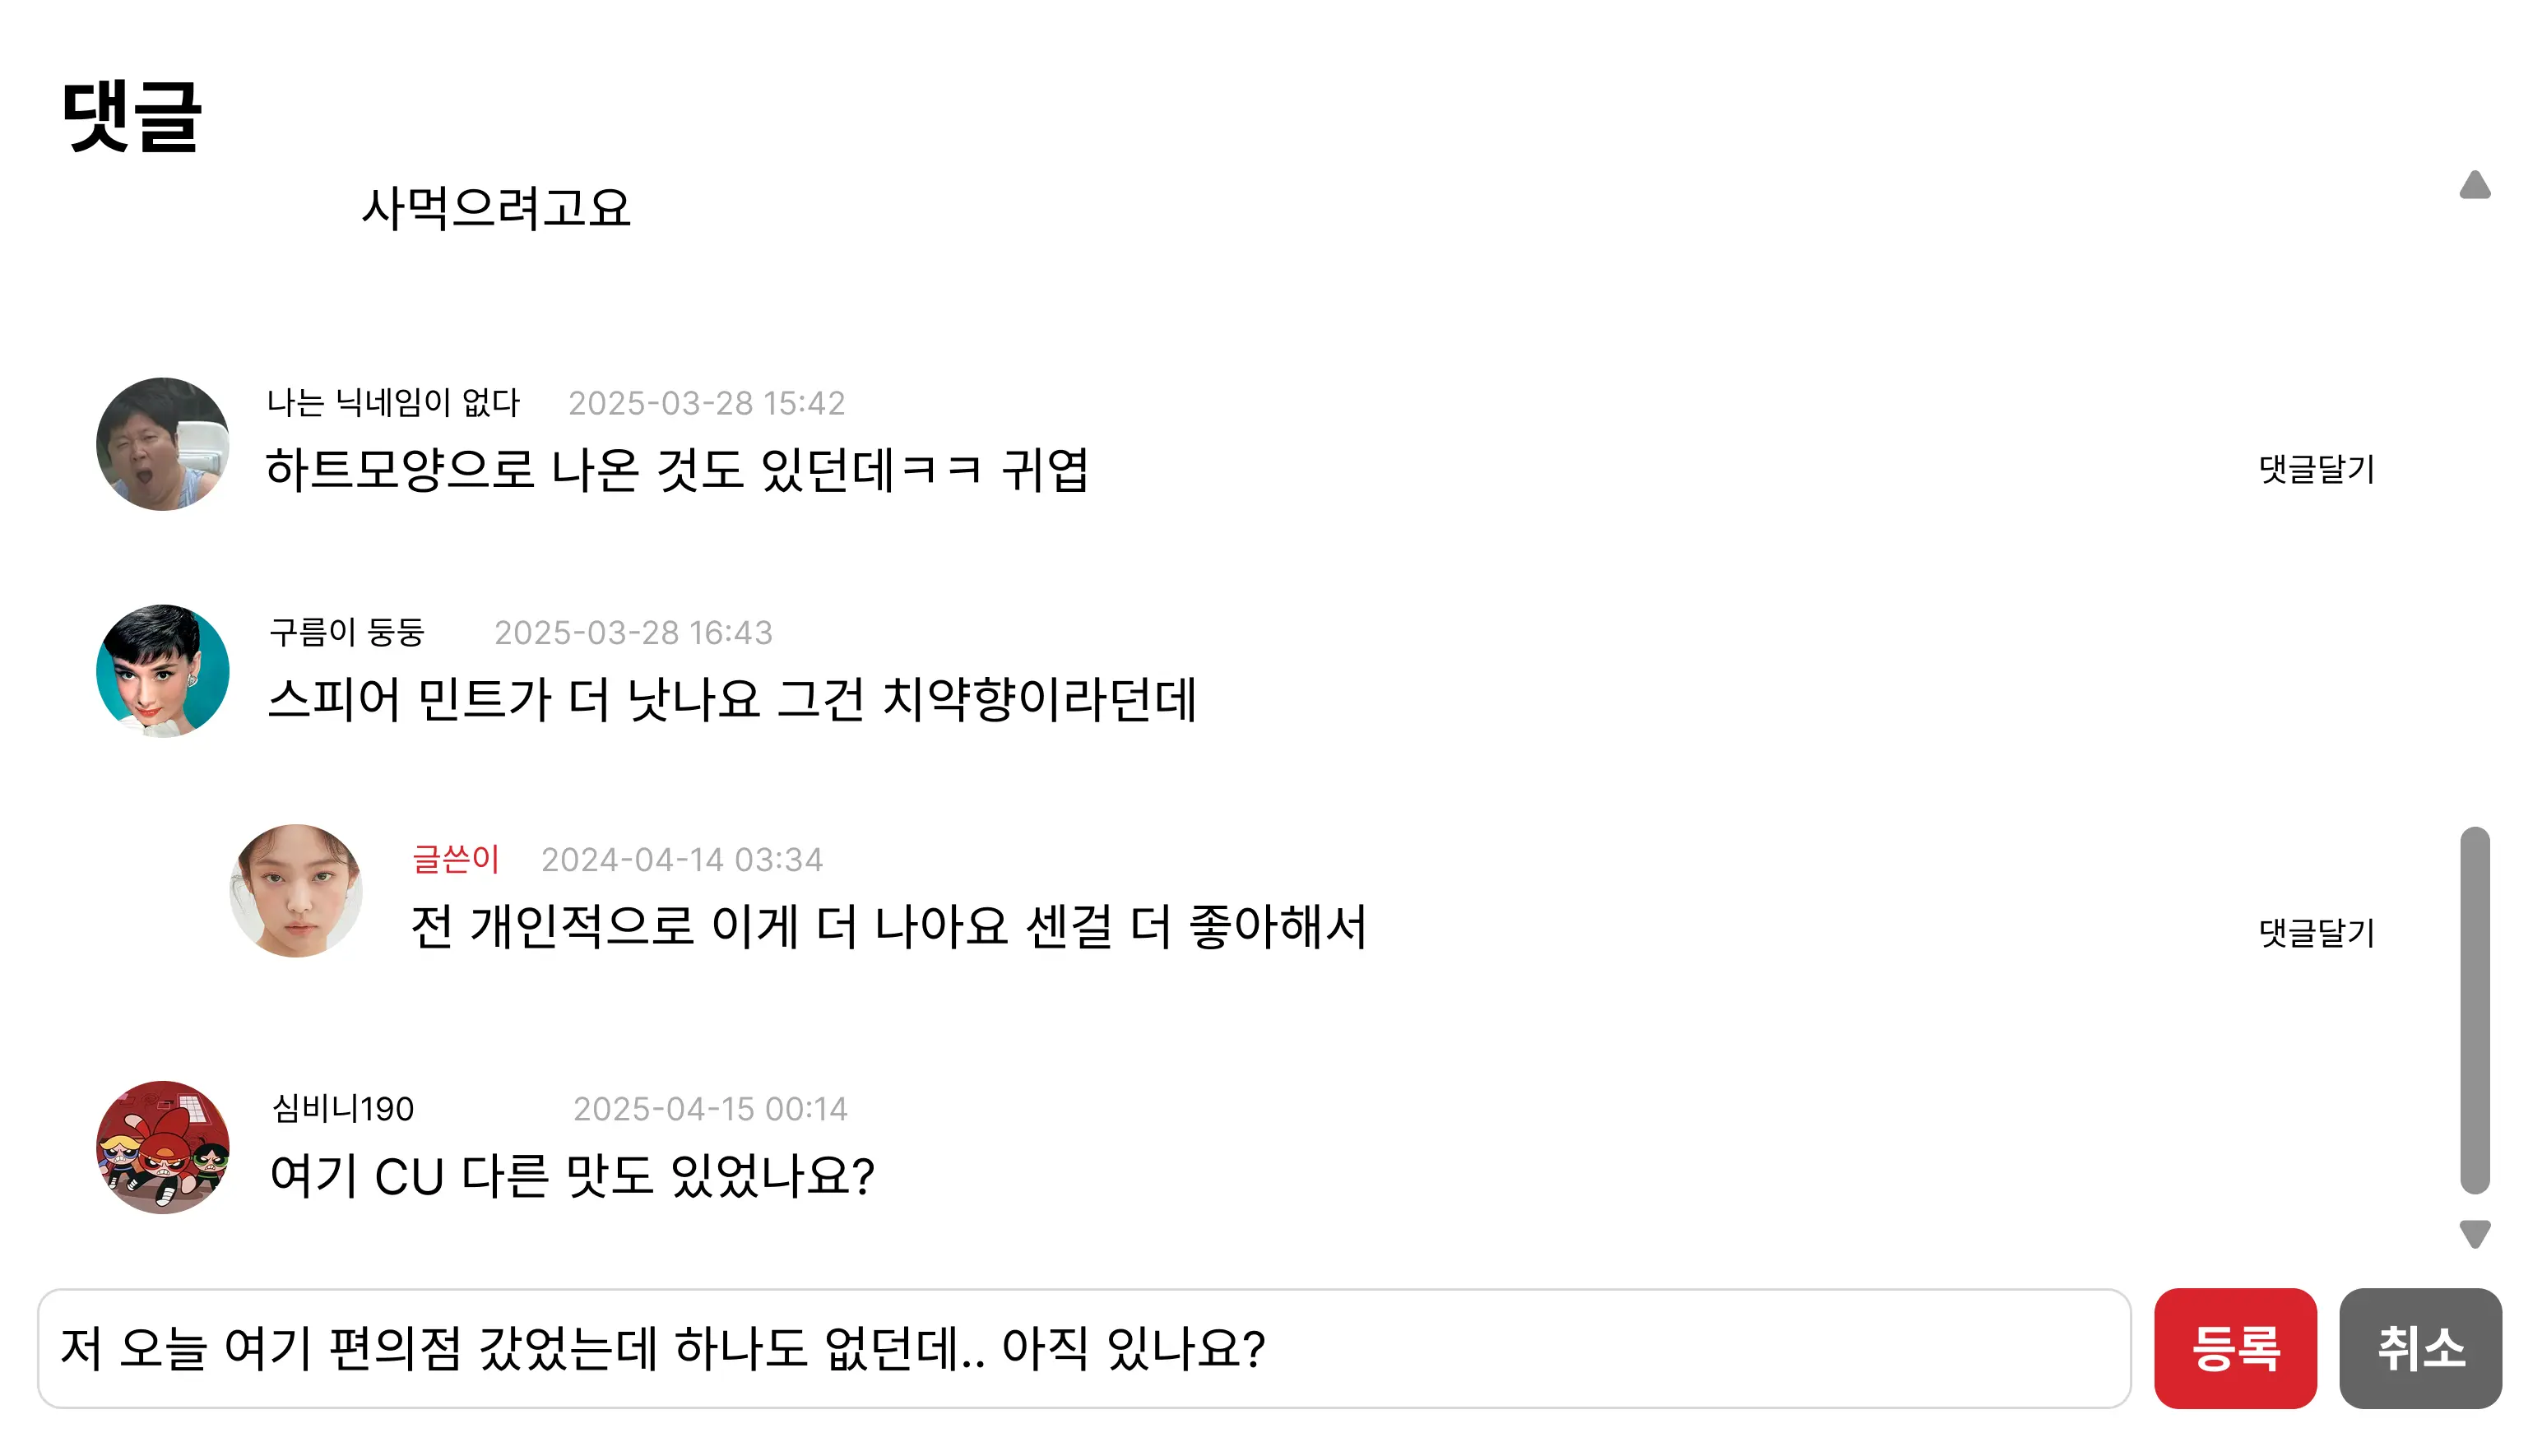 댓글
사먹으려고요
나는 닉네임이 없다 2025-03-28 15:42
하트모양으로 나온 것도 있던데ㅋㅋ 귀엽
댓글달기
구름이 둥둥 2025-03-28 16:43
스피어 민트가 더 낫나요 그건 치약향이라던데
글쓴이 2024-04-14 03:34
전 개인적으로 이게 더 나아요 센걸 더 좋아해서
댓글달기
심비니190 2025-04-15 00:14
여기 CU 다른 맛도 있었나요?
저 오늘 여기 편의점 갔었는데 하나도 없던데.. 아직 있나요?
등록
취소